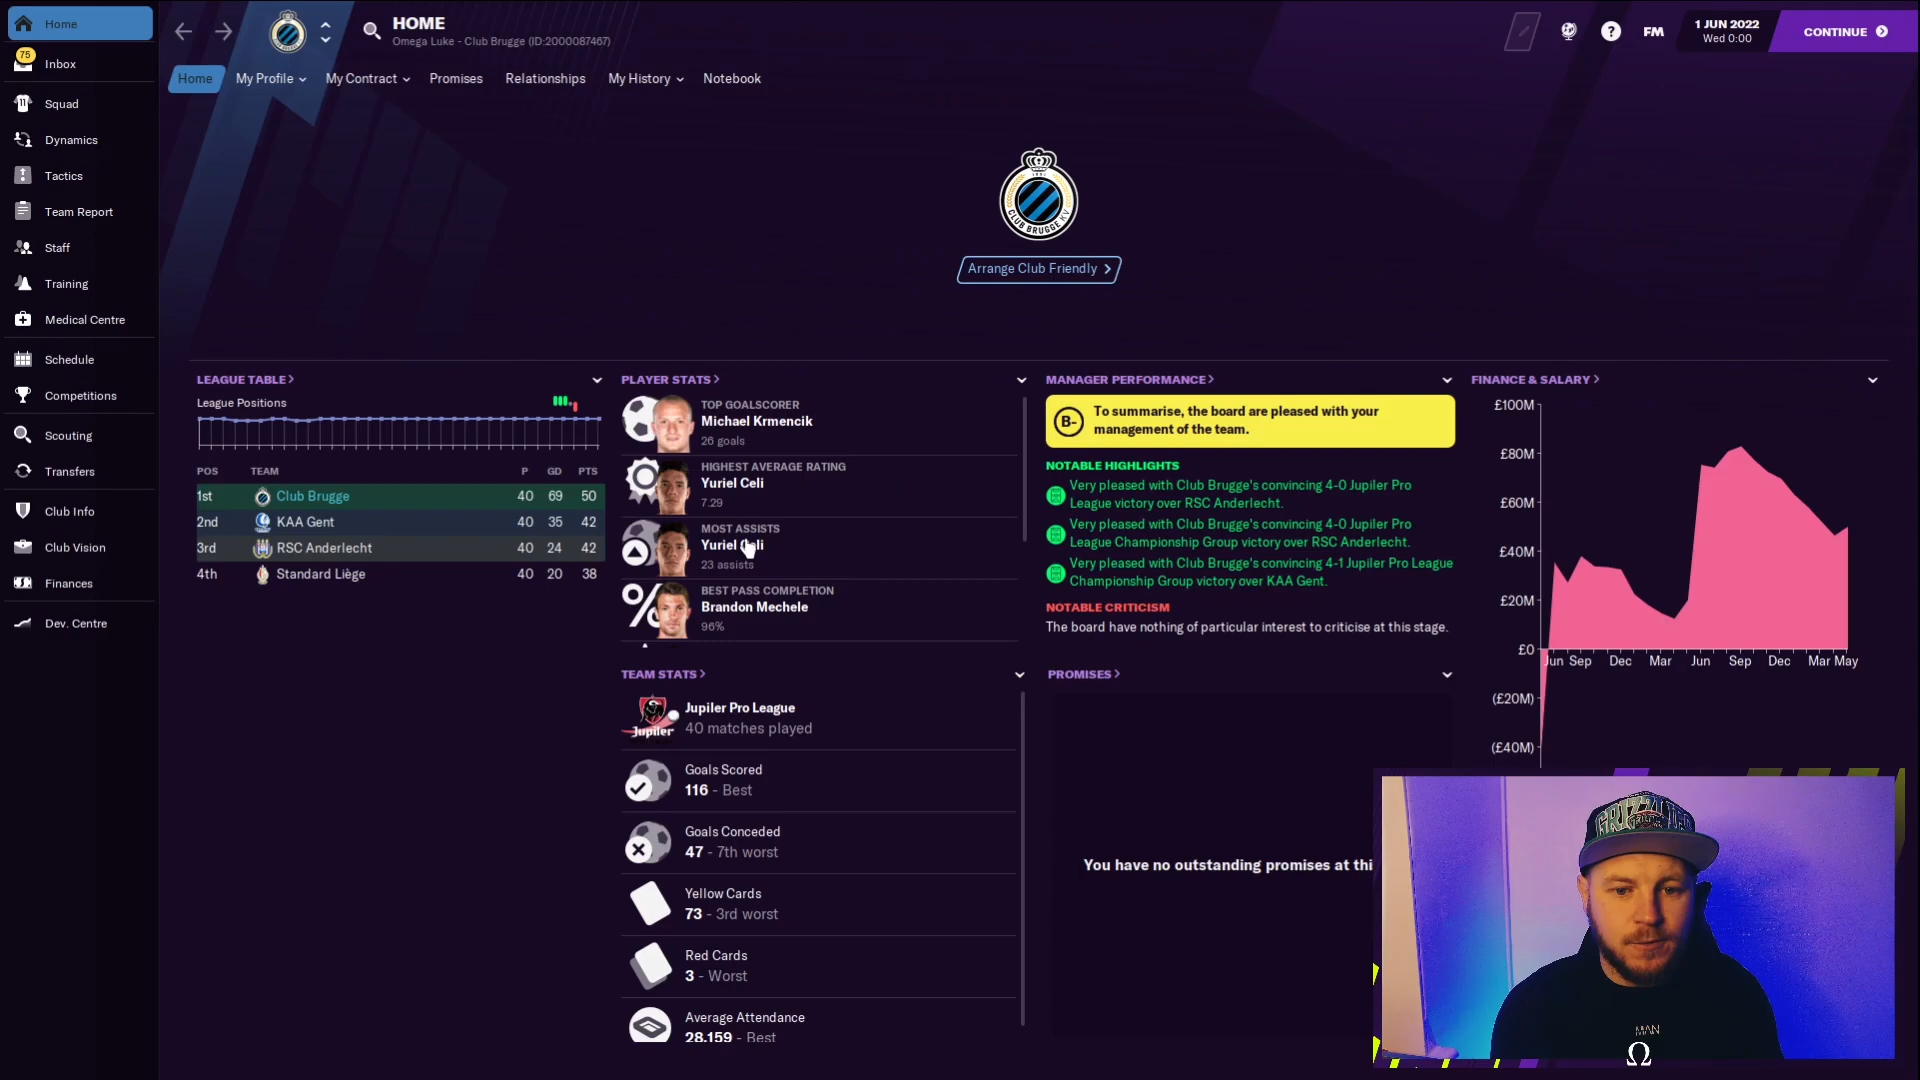 Home
75
Inbox
Squad
Dynamics
Tactics
Team Report
Staff
Training
Medical Centre
Schedule
Competitions
Scouting
Transfers
Club Info
Club Vision
Finances
Dev. Centre
HOME
Omega Luke - Club Brugge (ID:2000087467)
FM
1 JUN 2022
Wed 0:00
CONTINUE
Home
My Profile
My Contract
Promises
Relationships
My History
Notebook
CLUB BRUGGE KV
Arrange Club Friendly
LEAGUE TABLE
League Positions
POS TEAM P GD PTS
1st Club Brugge 40 69 50
2nd KAA Gent 40 35 42
3rd RSC Anderlecht 40 24 42
4th Standard Liège 40 20 38
PLAYER STATS
TOP GOALSCORER
Michael Krmencik
26 goals
HIGHEST AVERAGE RATING
Yuriel Celi
7.29
MOST ASSISTS
Yuriel Celi
23 assists
BEST PASS COMPLETION
Brandon Mechele
96%
TEAM STATS
Jupiler
Jupiler Pro League
40 matches played
Goals Scored
116 - Best
Goals Conceded
47 - 7th worst
Yellow Cards
73 - 3rd worst
Red Cards
3 - Worst
Average Attendance
28,159 - Best
MANAGER PERFORMANCE
B-
To summarise, the board are pleased with your
management of the team.
NOTABLE HIGHLIGHTS
Very pleased with Club Brugge's convincing 4-0 Jupiler Pro
League victory over RSC Anderlecht.
Very pleased with Club Brugge's convincing 4-0 Jupiler Pro
League Championship Group victory over RSC Anderlecht.
Very pleased with Club Brugge's convincing 4-1 Jupiler Pro League
Championship Group victory over KAA Gent.
NOTABLE CRITICISM
The board have nothing of particular interest to criticise at this stage.
PROMISES
You have no outstanding promises at thi
FINANCE & SALARY
£100M
£80M
£60M
£40M
£20M
£0
(£20M)
(£40M)
Jun Sep Dec Mar Jun Sep Dec Mar May
MAN
Ω